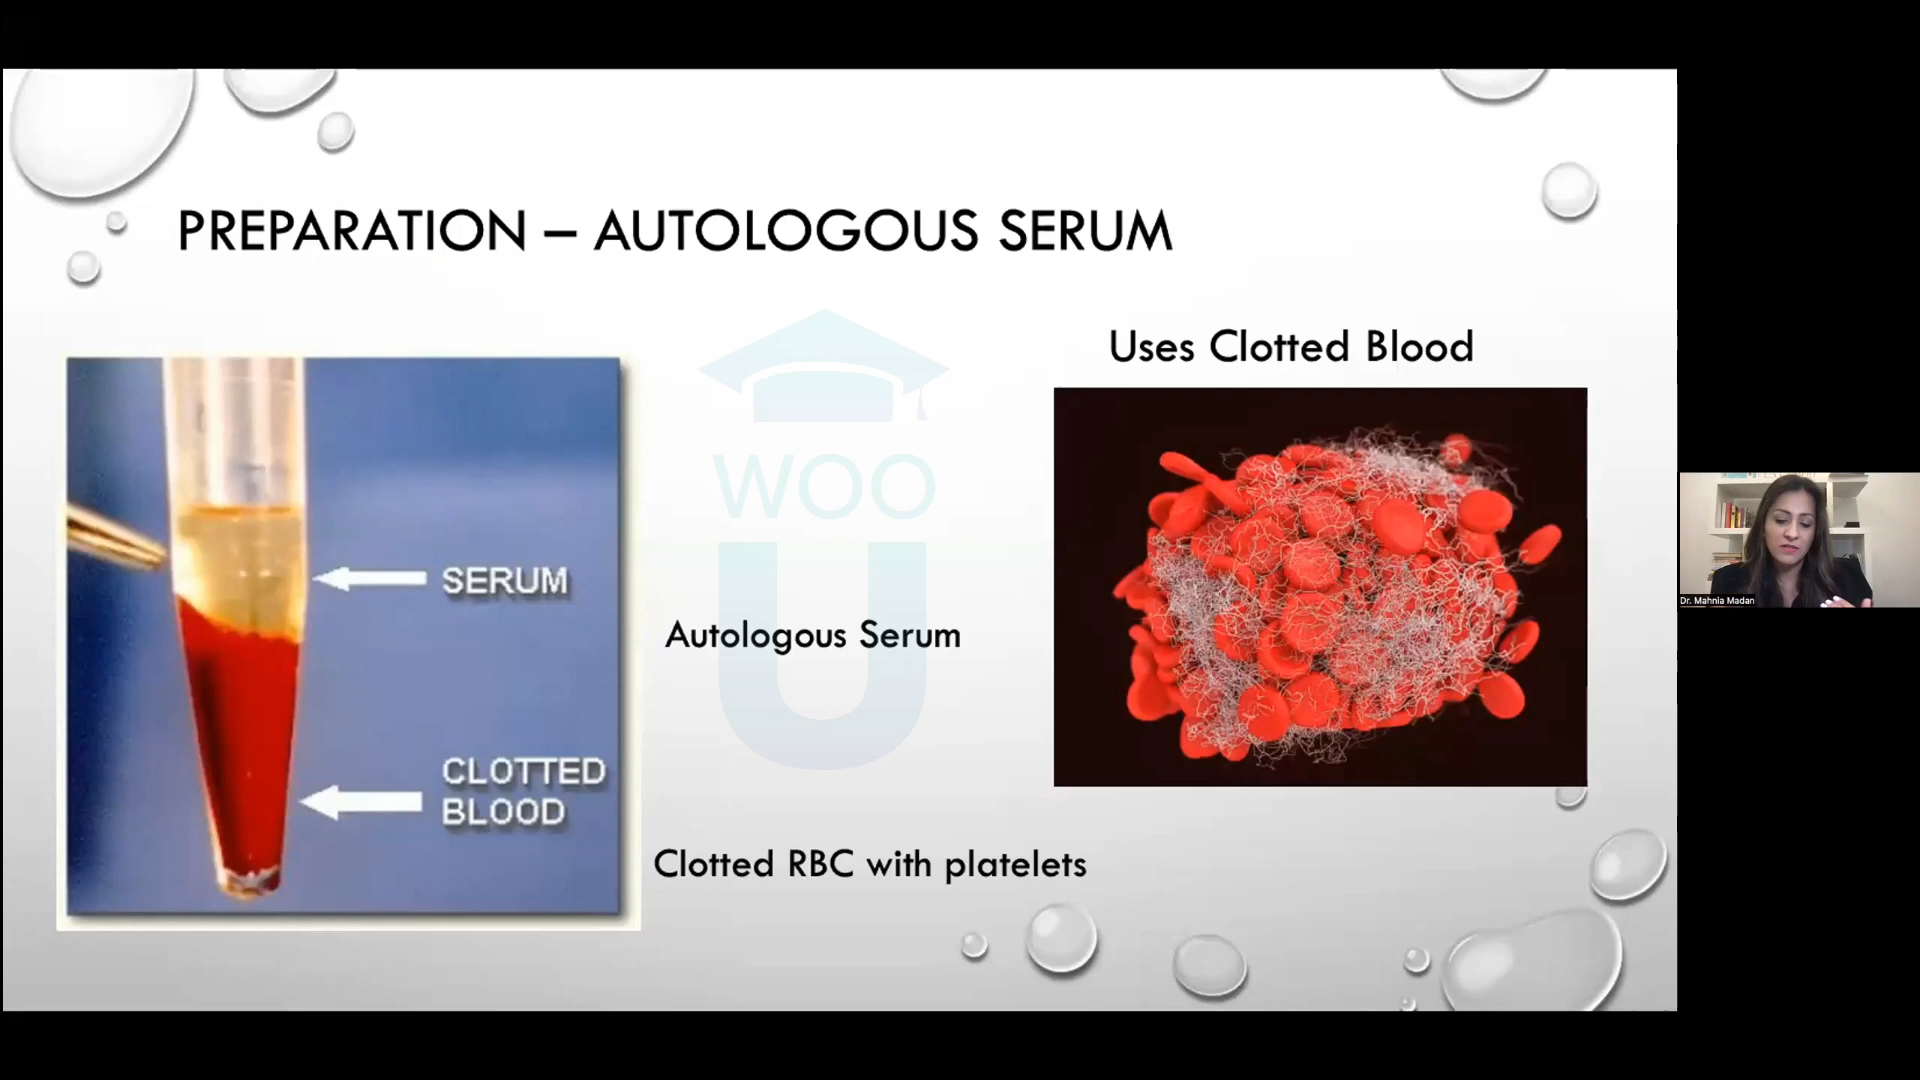 PREPARATION – AUTOLOGOUS SERUM
Uses Clotted Blood
WOO
U
SERUM
Autologous Serum
CLOTTED
BLOOD
Clotted RBC with platelets
Dr. Mahnia Madan